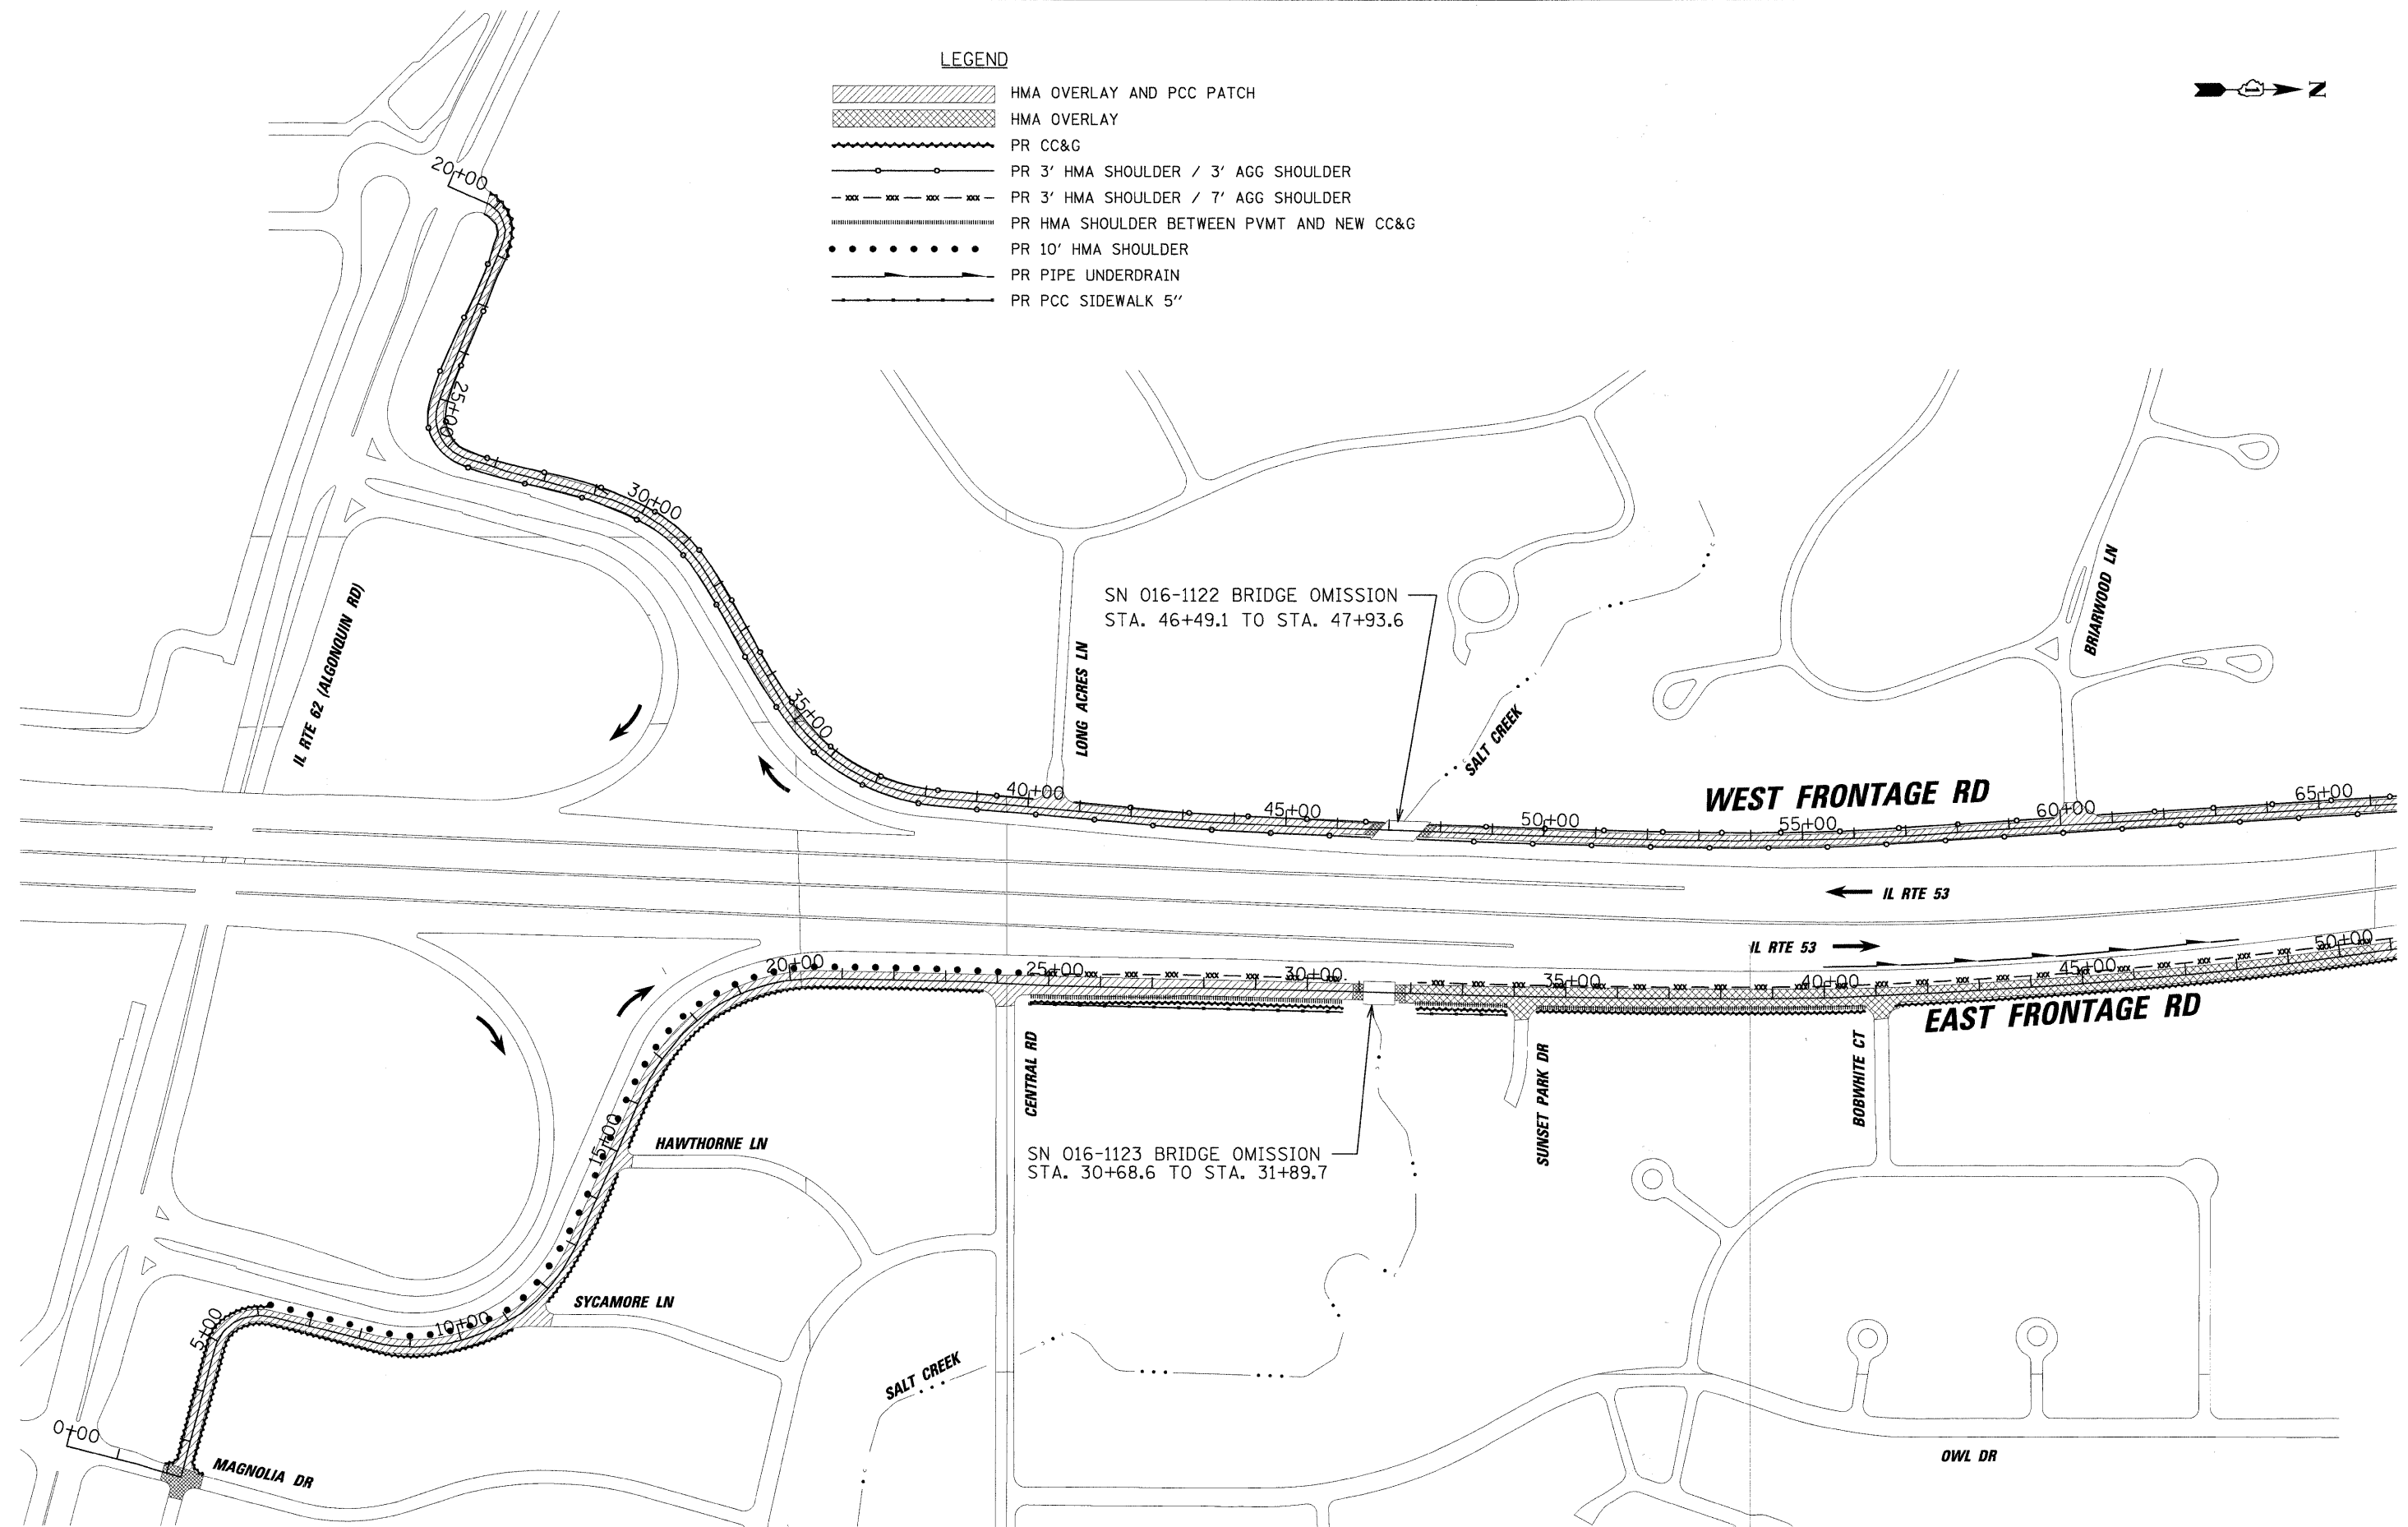 LEGEND
HMA OVERLAY AND PCC PATCH
HMA OVERLAY
PR CC&G
PR 3' HMA SHOULDER / 3' AGG SHOULDER
PR 3' HMA SHOULDER / 7' AGG SHOULDER
PR HMA SHOULDER BETWEEN PVMT AND NEW CC&G
PR 10' HMA SHOULDER
PR PIPE UNDERDRAIN
PR PCC SIDEWALK 5"
N
20+00
25+00
30+00
35+00
40+00
45+00
50+00
55+00
60+00
65+00
IL RTE 62 (ALGONQUIN RD)
LONG ACRES LN
SN 016-1122 BRIDGE OMISSION
STA. 46+49.1 TO STA. 47+93.6
SALT CREEK
BRIARWOOD LN
WEST FRONTAGE RD
IL RTE 53
IL RTE 53
20+00
25+00
30+00
35+00
40+00
45+00
50+00
EAST FRONTAGE RD
CENTRAL RD
SUNSET PARK DR
BOBWHITE CT
15+00
HAWTHORNE LN
SN 016-1123 BRIDGE OMISSION
STA. 30+68.6 TO STA. 31+89.7
SYCAMORE LN
10+00
5+00
SALT CREEK
0+00
MAGNOLIA DR
OWL DR